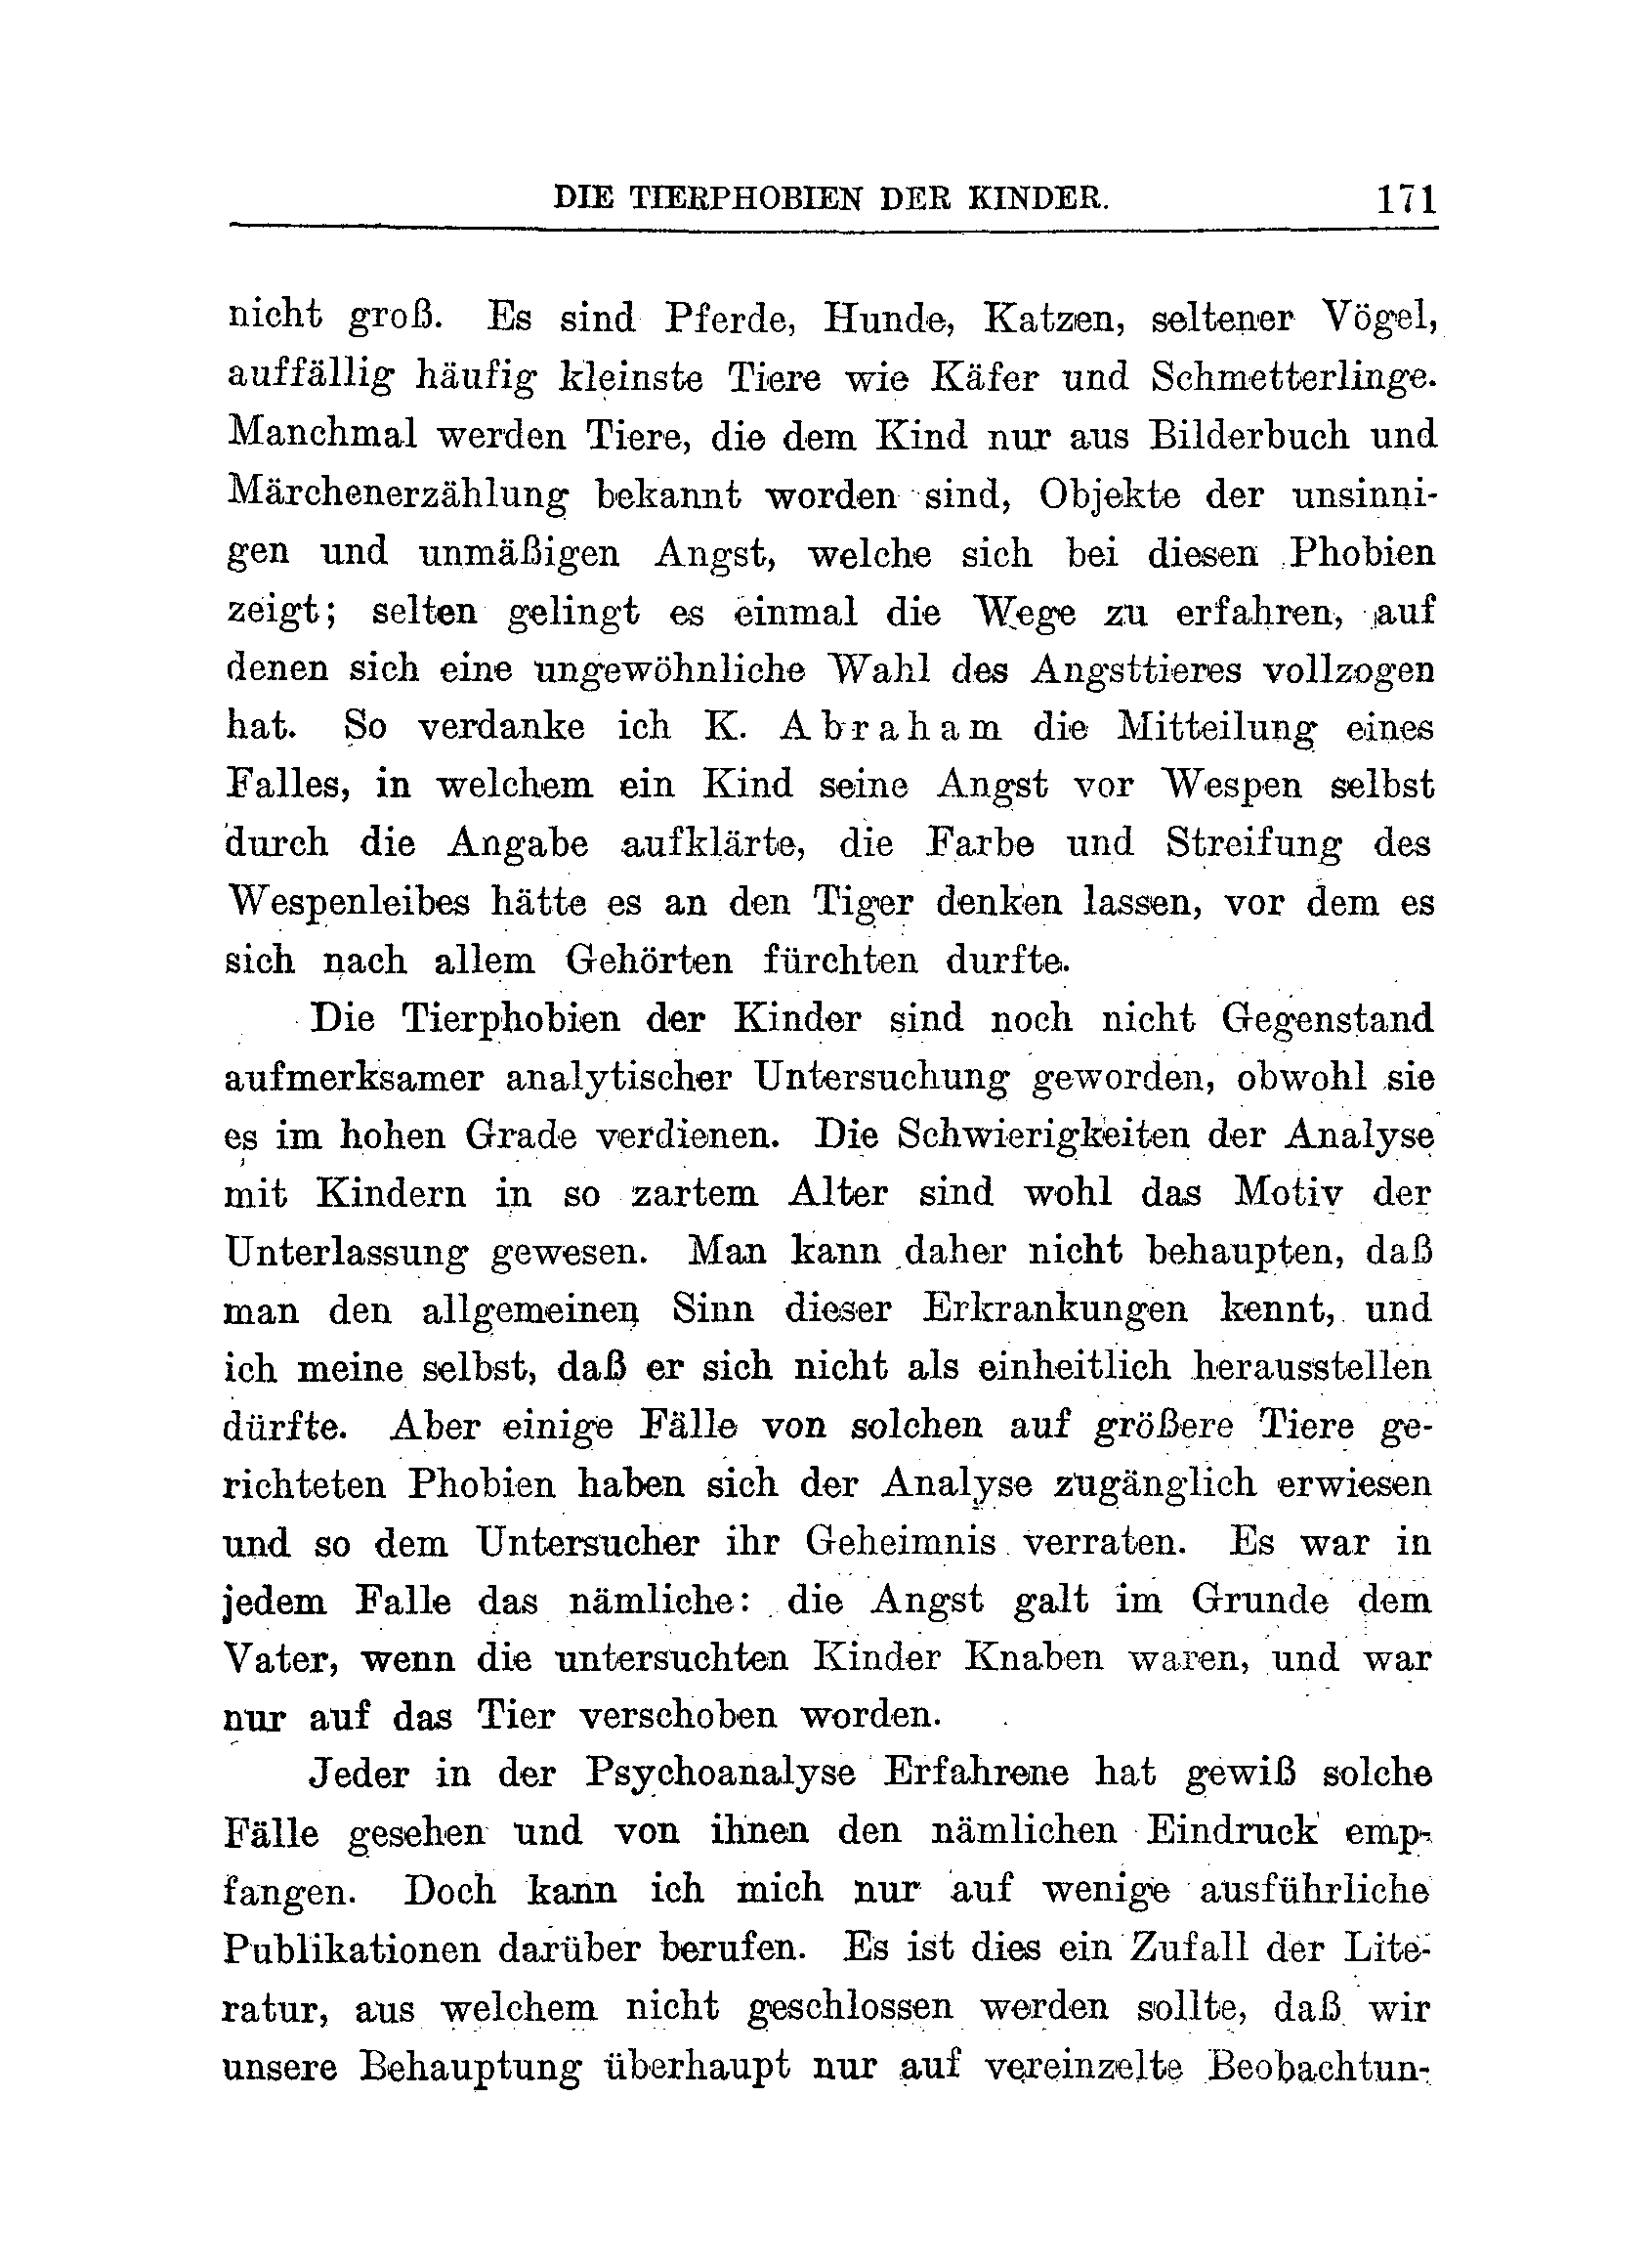 DIE TIERPHOBIEN DER KINDER. 171
nicht groß. Es sind Pferde, Hunde, Katzen, seltener Vögel,
auffällig häufig kleinste Tiere wie Käfer und Schmetterlinge.
Manchmal werden Tiere, die dem Kind nur aus Bilderbuch und
Märchenerzählung bekannt worden sind, Objekte der unsinni-
gen und unmäßigen Angst, welche sich bei diesen Phobien
zeigt; selten gelingt es einmal die Wege zu erfahren, auf
denen sich eine ungewöhnliche Wahl des Angsttieres vollzogen
hat. So verdanke ich K. Abraham die Mitteilung eines
Falles, in welchem ein Kind seine Angst vor Wespen selbst
durch die Angabe aufklärte, die Farbe und Streifung des
Wespenleibes hätte es an den Tiger denken lassen, vor dem es
sich nach allem Gehörten fürchten durfte.
Die Tierphobien der Kinder sind noch nicht Gegenstand
aufmerksamer analytischer Untersuchung geworden, obwohl sie
es im hohen Grade verdienen. Die Schwierigkeiten der Analyse
mit Kindern in so zartem Alter sind wohl das Motiv der
Unterlassung gewesen. Man kann daher nicht behaupten, daß
man den allgemeinen Sinn dieser Erkrankungen kennt, und
ich meine selbst, daß er sich nicht als einheitlich herausstellen
dürfte. Aber einige Fälle von solchen auf größere Tiere ge-
richteten Phobien haben sich der Analyse zugänglich erwiesen
und so dem Untersucher ihr Geheimnis verraten. Es war in
jedem Falle das nämliche: die Angst galt im Grunde dem
Vater, wenn die untersuchten Kinder Knaben waren, und war
nur auf das Tier verschoben worden.
Jeder in der Psychoanalyse Erfahrene hat gewiß solche
Fälle gesehen und von ihnen den nämlichen Eindruck emp-
fangen. Doch kann ich mich nur auf wenige ausführliche
Publikationen darüber berufen. Es ist dies ein Zufall der Lite-
ratur, aus welchem nicht geschlossen werden sollte, daß wir
unsere Behauptung überhaupt nur auf vereinzelte Beobachtun-